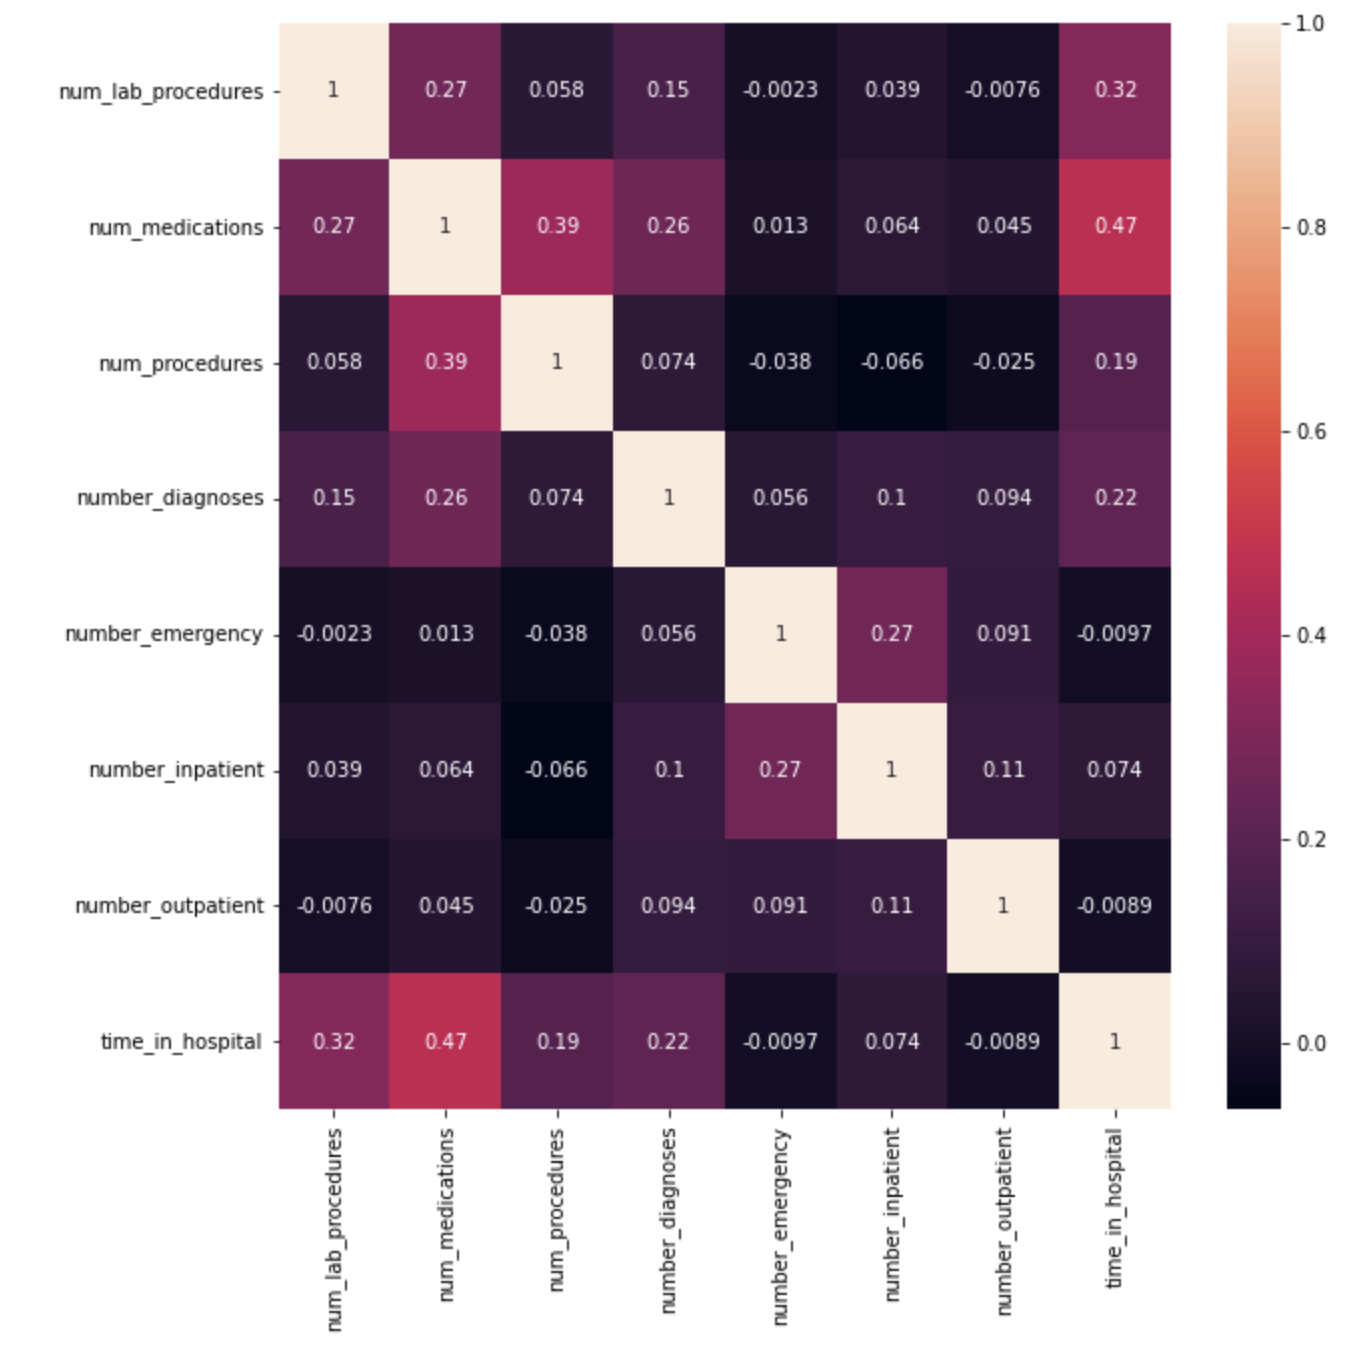 num_lab_procedures 1 0.27 0.058 0.15 -0.0023 0.039 -0.0076 0.32
num_medications 0.27 1 0.39 0.26 0.013 0.064 0.045 0.47
num_procedures 0.058 0.39 1 0.074 -0.038 -0.066 -0.025 0.19
number_diagnoses 0.15 0.26 0.074 1 0.056 0.1 0.094 0.22
number_emergency -0.0023 0.013 -0.038 0.056 1 0.27 0.091 -0.0097
number_inpatient 0.039 0.064 -0.066 0.1 0.27 1 0.11 0.074
number_outpatient -0.0076 0.045 -0.025 0.094 0.091 0.11 1 -0.0089
time_in_hospital 0.32 0.47 0.19 0.22 -0.0097 0.074 -0.0089 1
num_lab_procedures
num_medications
num_procedures
number_diagnoses
number_emergency
number_inpatient
number_outpatient
time_in_hospital
1.0
0.8
0.6
0.4
0.2
0.0